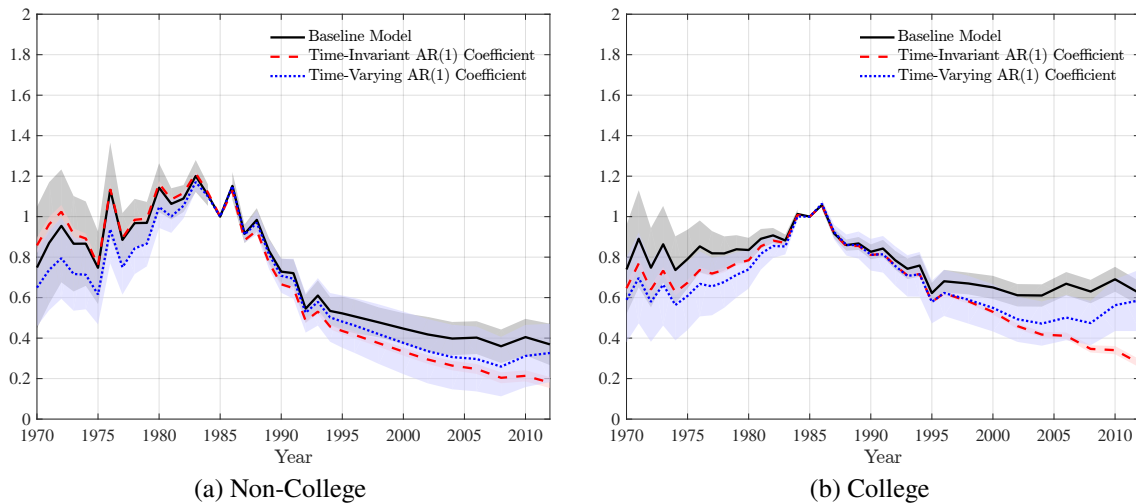 2
1.8
1.6
1.4
1.2
1
0.8
0.6
0.4
0.2
0
Baseline Model
Time-Invariant AR(1) Coefficient
Time-Varying AR(1) Coefficient
1970 1975 1980 1985 1990 1995 2000 2005 2010
Year
(a) Non-College
2
1.8
1.6
1.4
1.2
1
0.8
0.6
0.4
0.2
0
Baseline Model
Time-Invariant AR(1) Coefficient
Time-Varying AR(1) Coefficient
1970 1975 1980 1985 1990 1995 2000 2005 2010
Year
(b) College